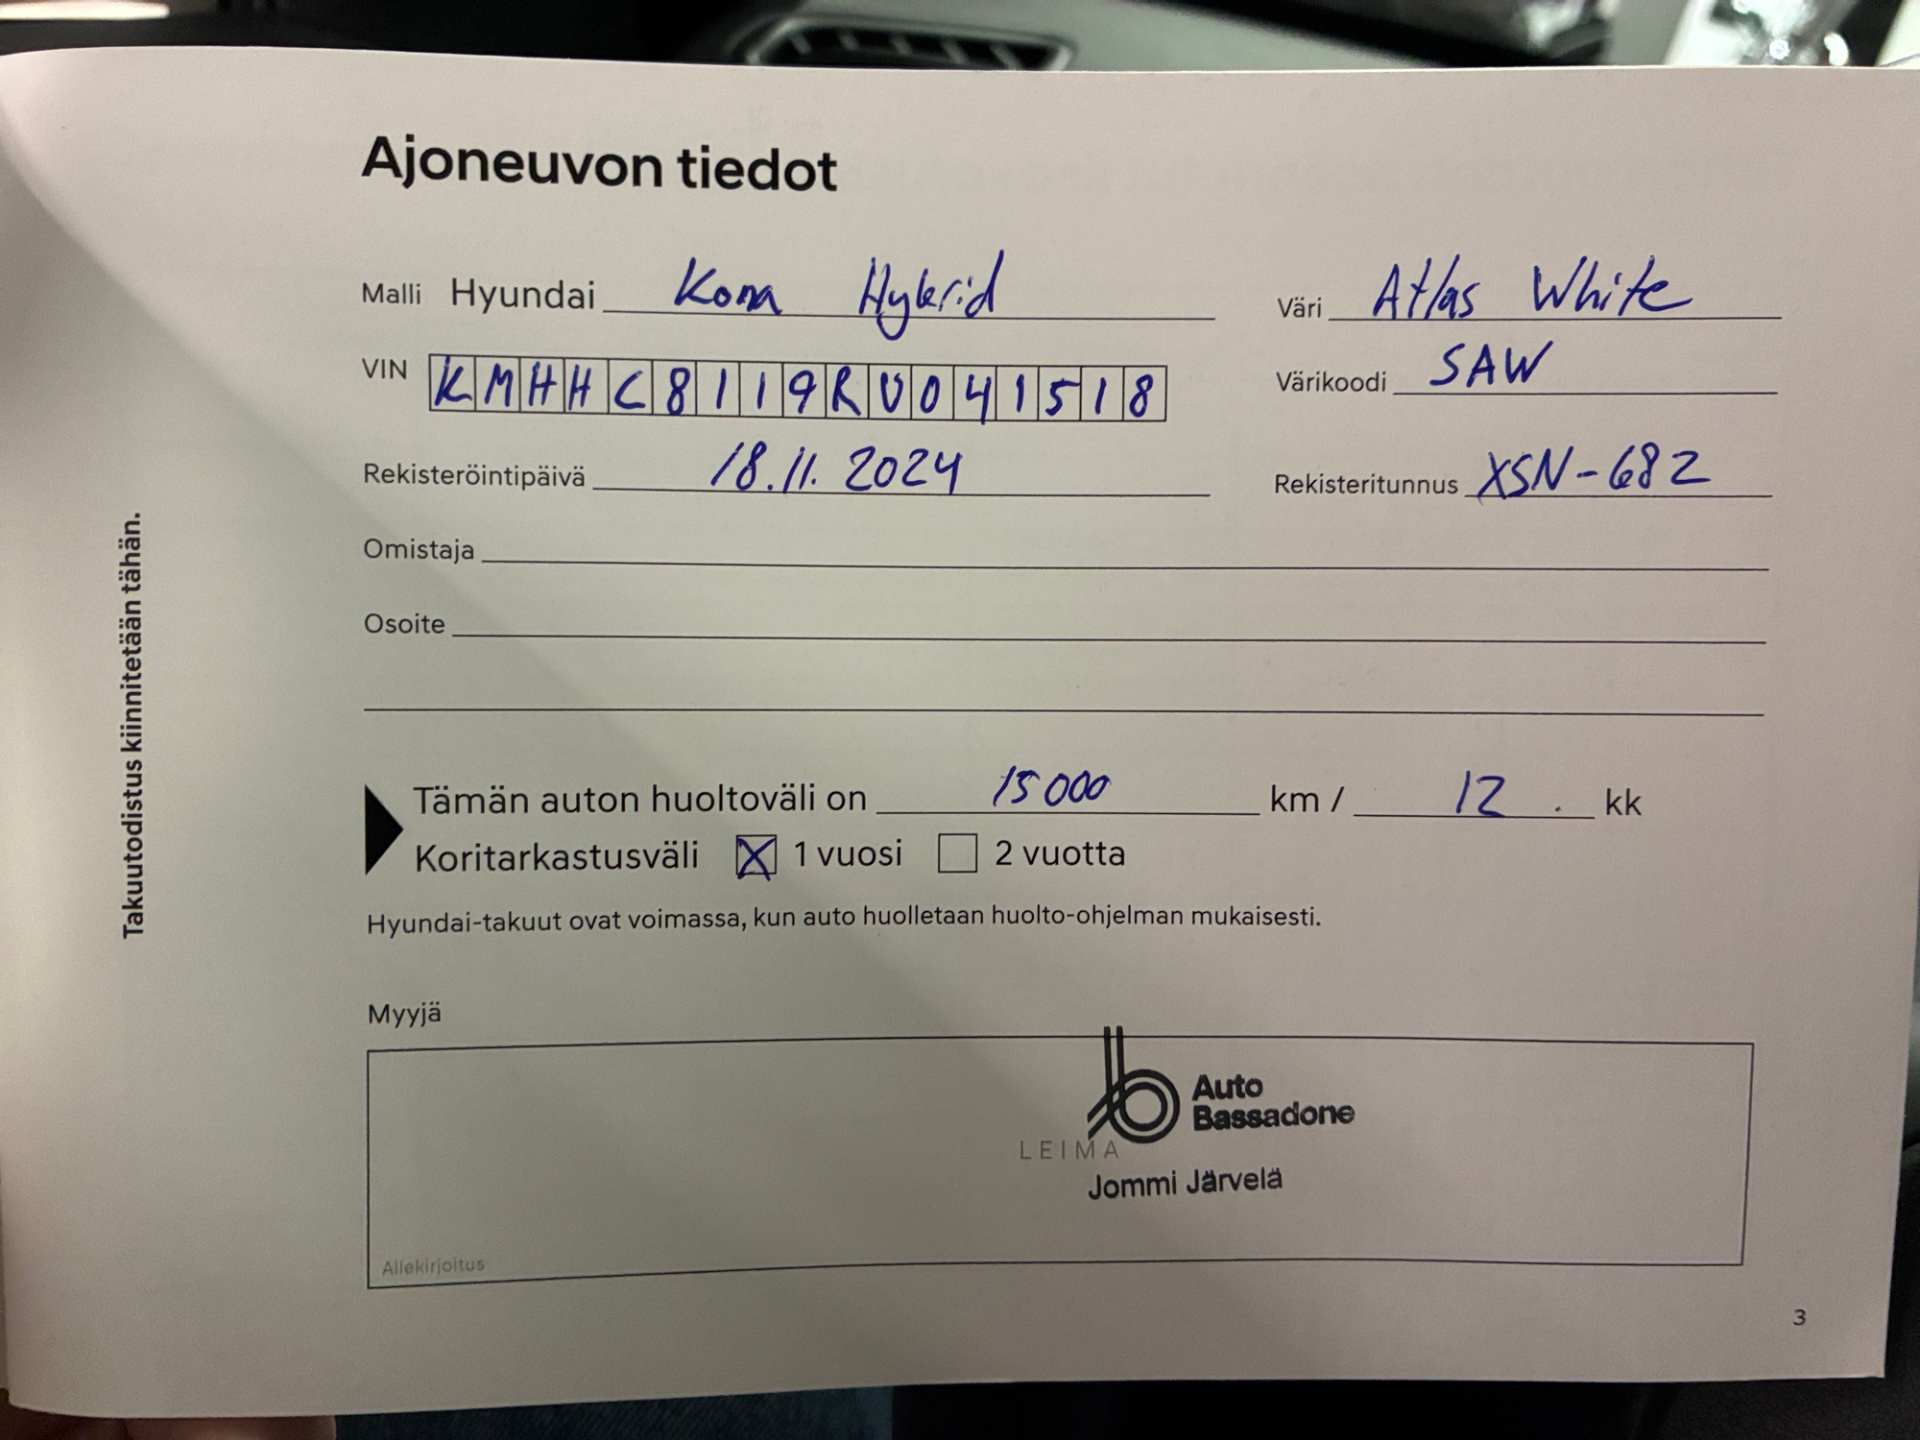 Ajoneuvon tiedot
Malli Hyundai Kona Hybrid Väri Atlas White
VIN KMHHC8119RU041518 Värikoodi SAW
Rekisteröintipäivä 18.11.2024 Rekisteritunnus XSN-682
Omistaja
Osoite
Tämän auton huoltoväli on 15 000 km / 12 kk
Koritarkastusväli X 1 vuosi 2 vuotta
Hyundai-takuut ovat voimassa, kun auto huolletaan huolto-ohjelman mukaisesti.
Myyjä
Auto
Bassadone
LEIMA
Jommi Järvelä
Allekirjoitus
3
Takuutodistus kiinnitetään tähän.